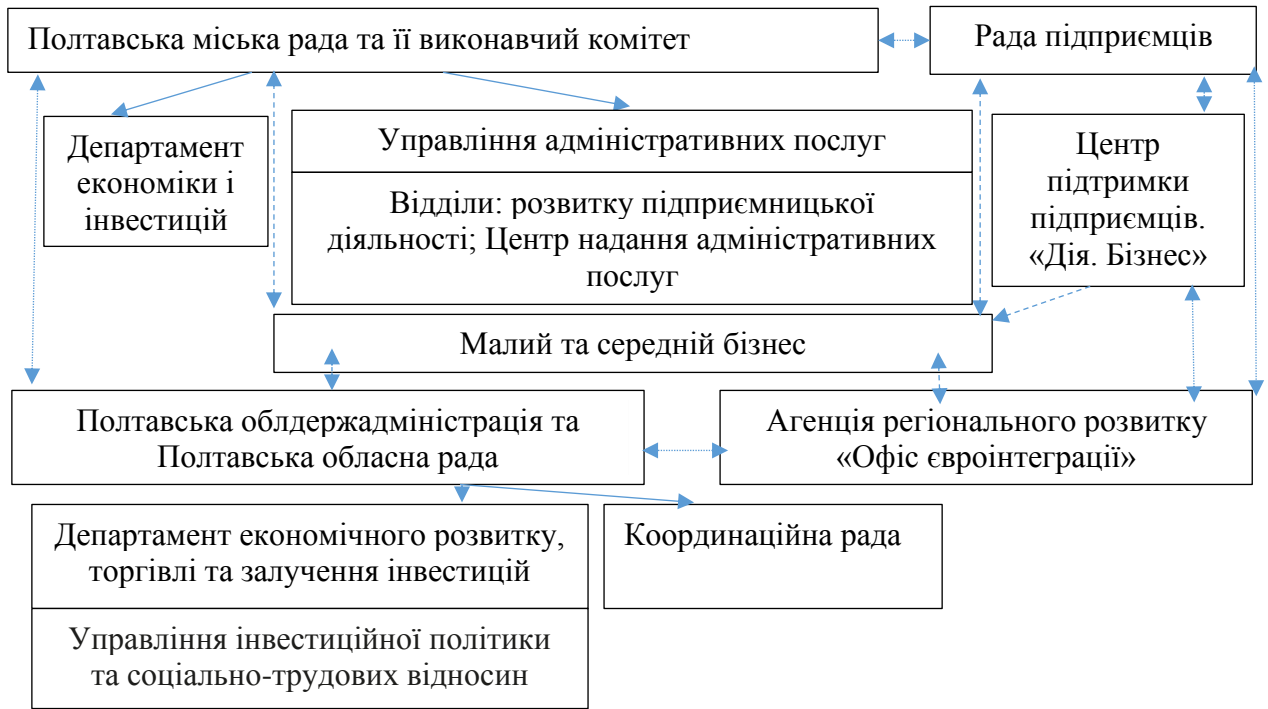 Полтавська міська рада та її виконавчий комітет
Рада підприємців
Департамент
економіки і
інвестицій
Управління адміністративних послуг
Відділи: розвитку підприємницької
діяльності; Центр надання адміністративних
послуг
Центр
підтримки
підприємців.
«Дія. Бізнес»
Малий та середній бізнес
Полтавська облдержадміністрація та
Полтавська обласна рада
Агенція регіонального розвитку
«Офіс євроінтеграції»
Департамент економічного розвитку,
торгівлі та залучення інвестицій
Управління інвестиційної політики
та соціально-трудових відносин
Координаційна рада